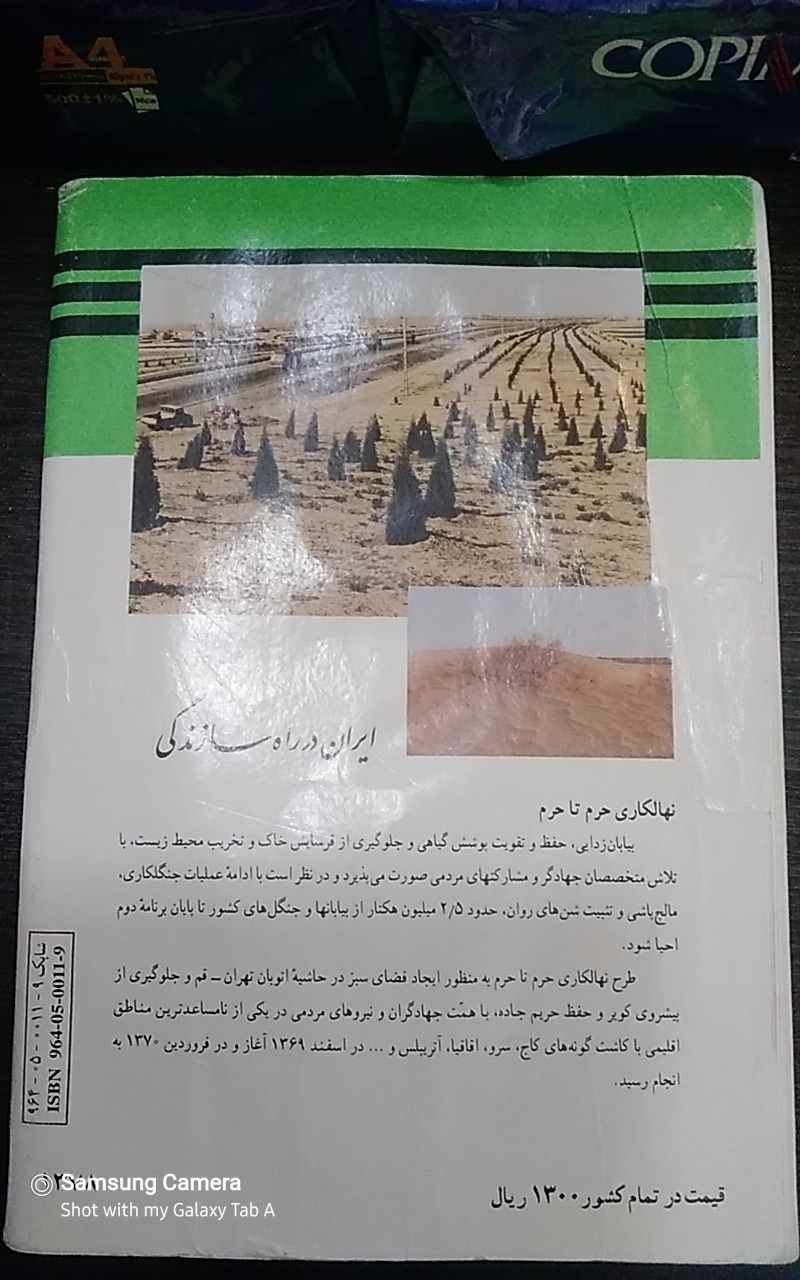 A4
500±1%
COPI
ایران در راه سازندگی
نهالکاری حرم تا حرم
بیابان‌زدایی، حفظ و تقویت پوشش گیاهی و جلوگیری از فرسایش خاک و تخریب محیط زیست، با
تلاش متخصصان جهادگر و مشارکتهای مردمی صورت می‌پذیرد و در نظر است با ادامهٔ عملیات جنگلکاری،
مالچ‌پاشی و تثبیت شن‌های روان، حدود ۲/۵ میلیون هکتار از بیابانها و جنگل‌های کشور تا پایان برنامهٔ دوم
احیا شود.
طرح نهالکاری حرم تا حرم به منظور ایجاد فضای سبز در حاشیهٔ اتوبان تهران ـ قم و جلوگیری از
پیشروی کویر و حفظ حریم جاده، با همّت جهادگران و نیروهای مردمی در یکی از نامساعدترین مناطق
اقلیمی با کاشت گونه‌های کاج، سرو، اقاقیا، آتریپلس و ... در اسفند ۱۳۶۹ آغاز و در فروردین ۱۳۷۰ به
انجام رسید.
شابک ۹ - ۰۰۱۱ - ۰۵ - ۹۶۴
ISBN 964-05-0011-9
قیمت در تمام کشور ۱۳۰۰ ریال
Samsung Camera
Shot with my Galaxy Tab A